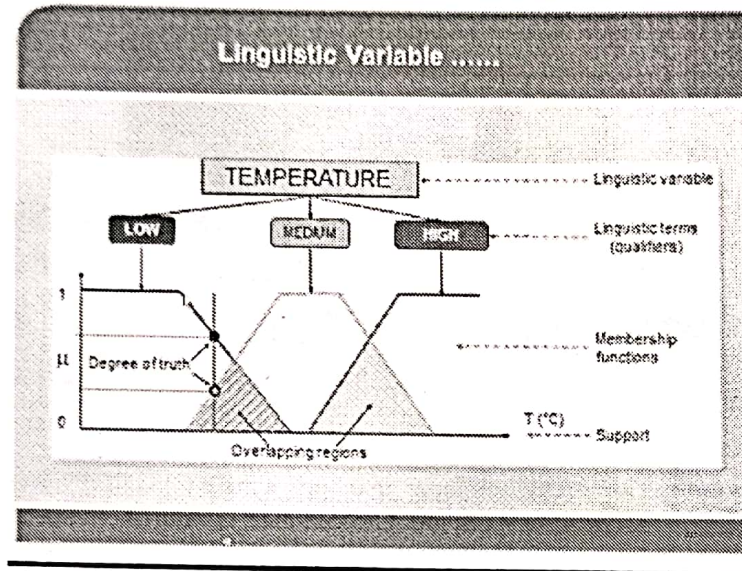 Linguistic Variable ......
TEMPERATURE
Linguistic variable
LOW
MEDIUM
HIGH
Linguistic terms
(qualifiers)
1
μ
Degree of truth
Membership
functions
0
T (°C)
Support
Overlapping regions